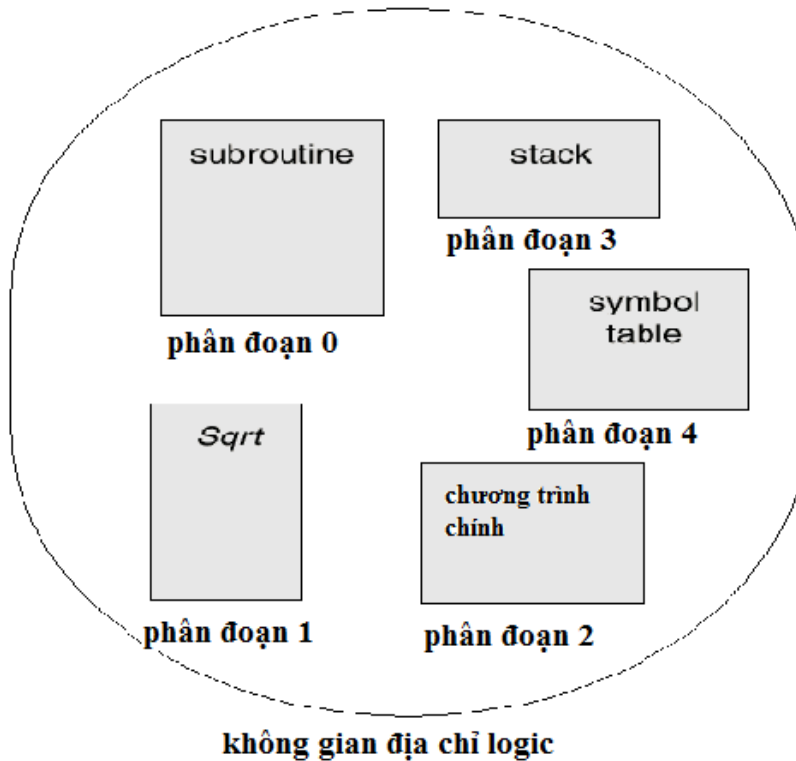 subroutine
phân đoạn 0
stack
phân đoạn 3
symbol
table
phân đoạn 4
Sqrt
phân đoạn 1
chương trình
chính
phân đoạn 2
không gian địa chỉ logic